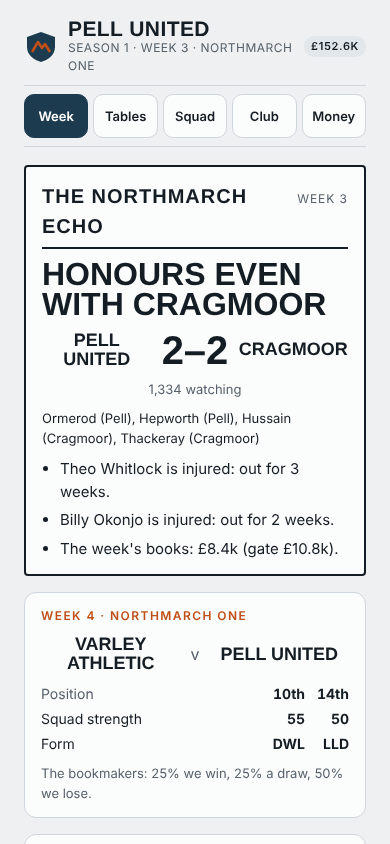 PELL UNITED
SEASON 1 · WEEK 3 · NORTHMARCH
ONE
£152.6K
Week
Tables
Squad
Club
Money
THE NORTHMARCH
ECHO
WEEK 3
HONOURS EVEN
WITH CRAGMOOR
PELL
UNITED
2–2
CRAGMOOR
1,334 watching
Ormerod (Pell), Hepworth (Pell), Hussain
(Cragmoor), Thackeray (Cragmoor)
• Theo Whitlock is injured: out for 3
weeks.
• Billy Okonjo is injured: out for 2 weeks.
• The week's books: £8.4k (gate £10.8k).
WEEK 4 · NORTHMARCH ONE
VARLEY
ATHLETIC
v
PELL UNITED
Position 10th 14th
Squad strength 55 50
Form DWL LLD
The bookmakers: 25% we win, 25% a draw, 50%
we lose.